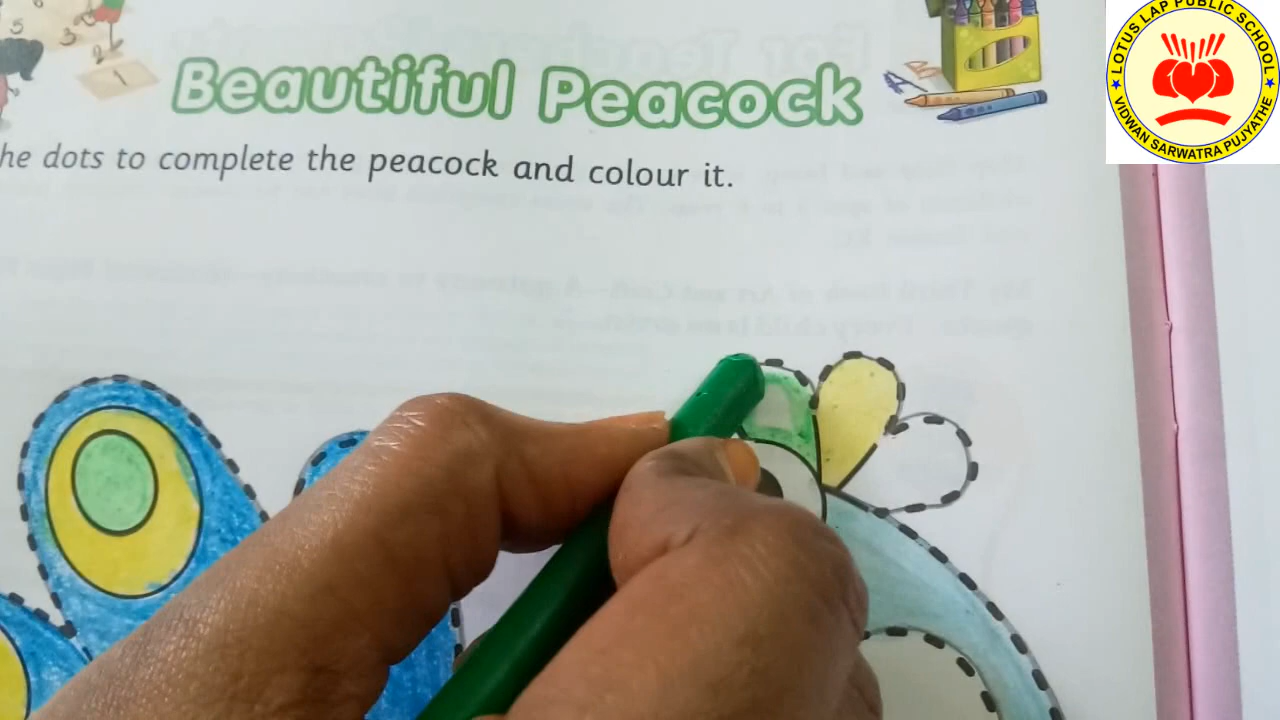 Beautiful Peacock
he dots to complete the peacock and colour it.
LOTUS LAP PUBLIC SCHOOL
VIDWAN SARWATRA PUJYATHE